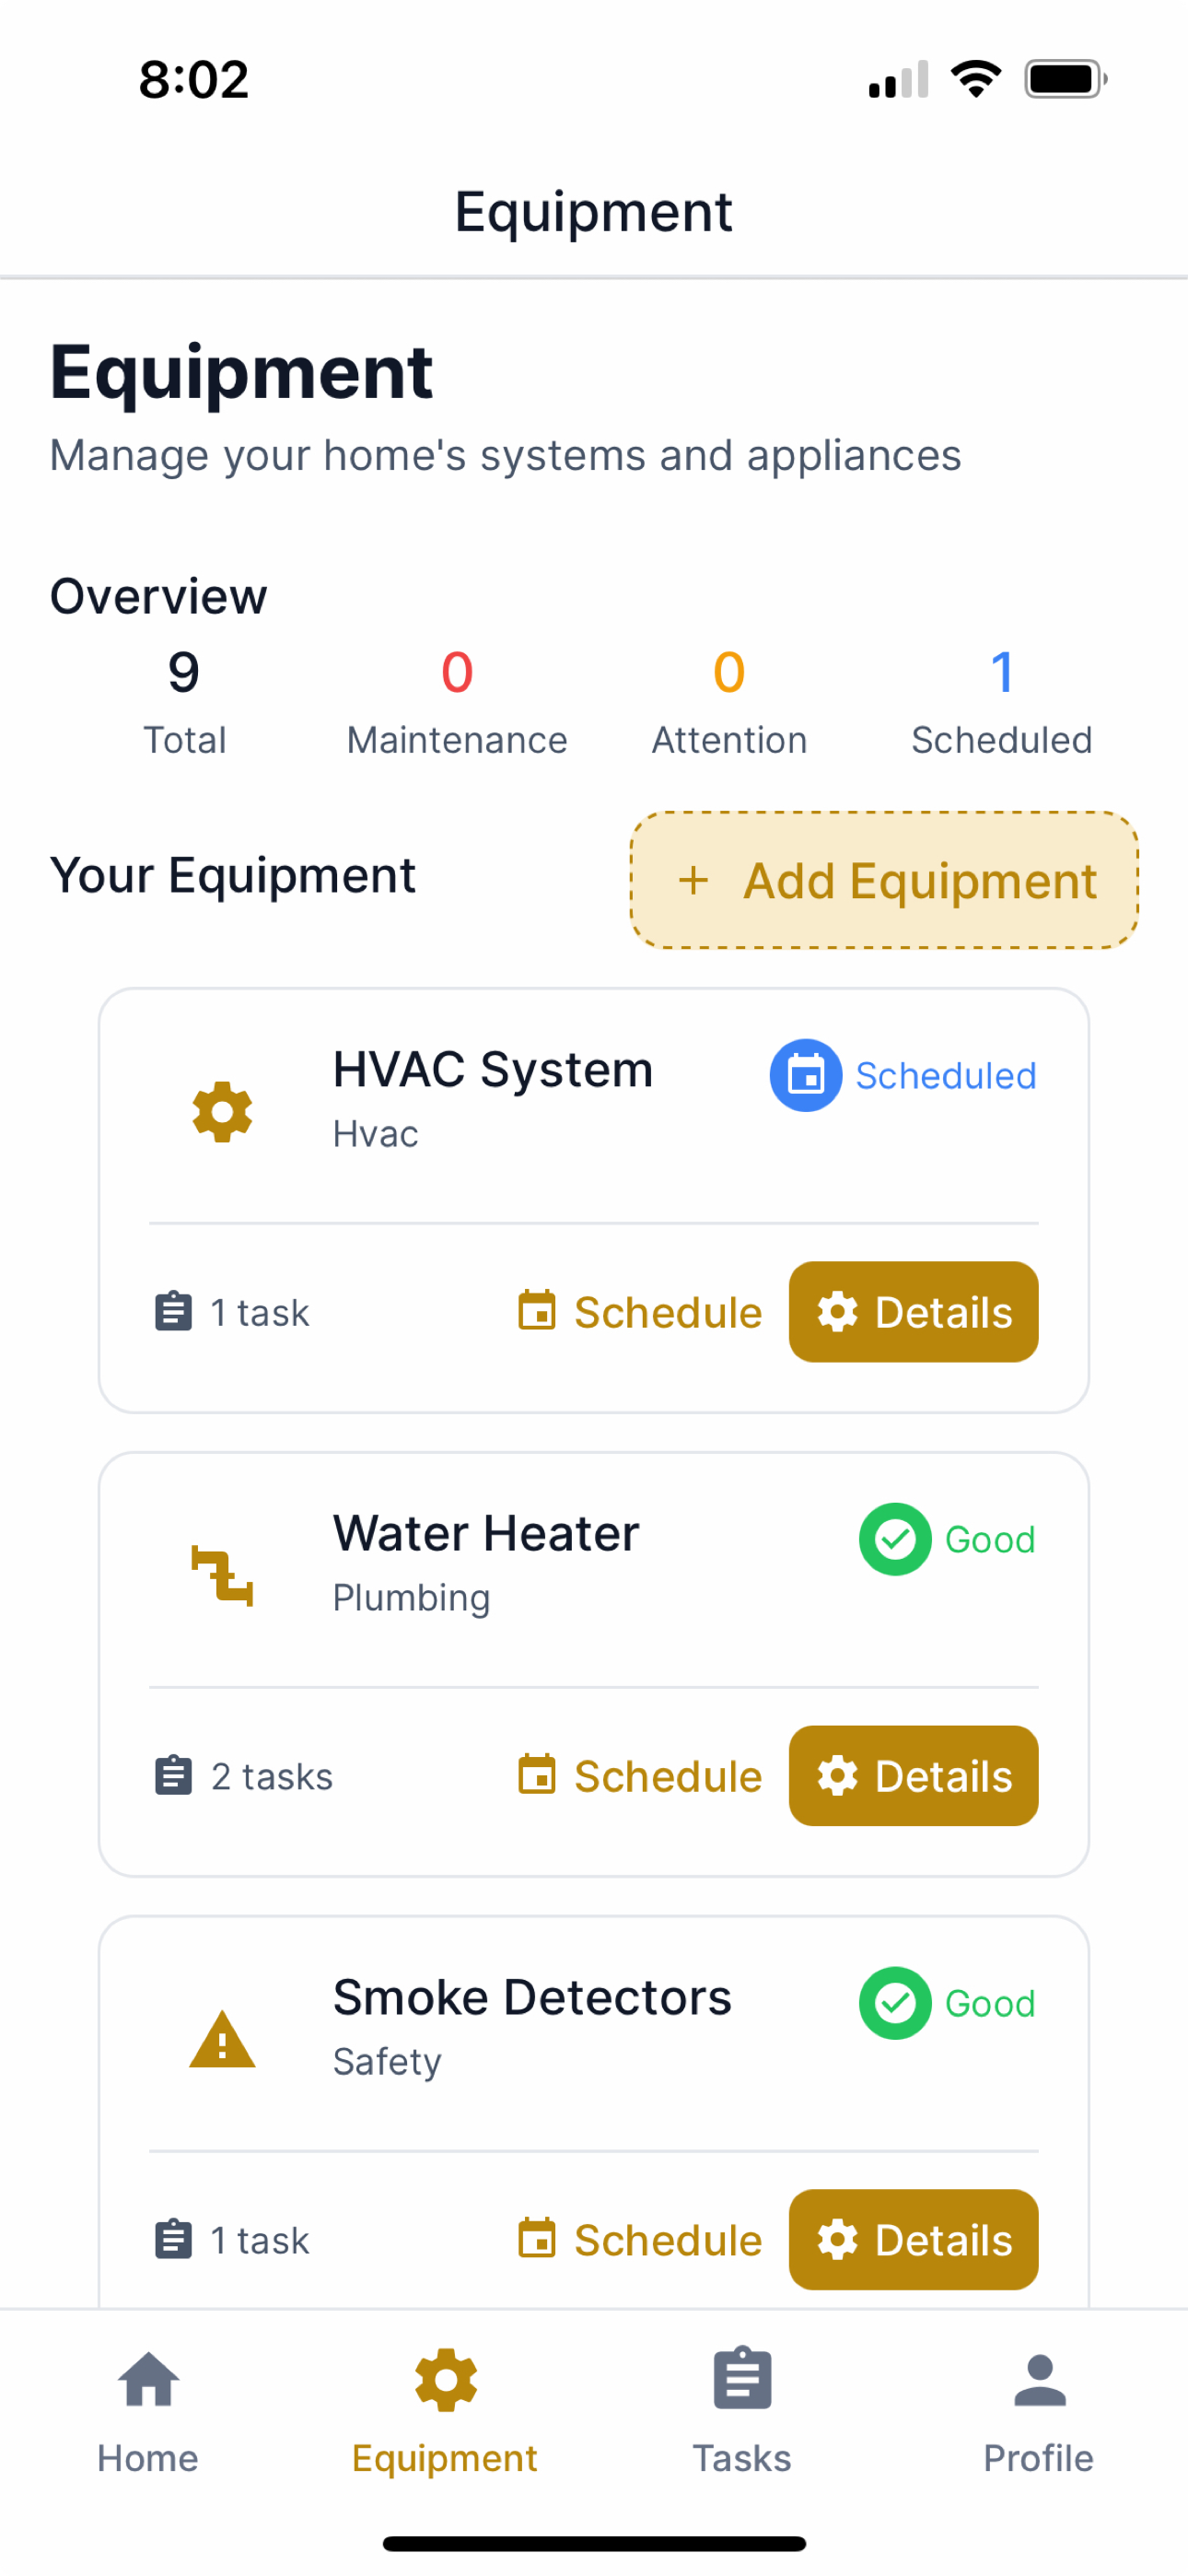 8:02
Equipment
Equipment
Manage your home's systems and appliances
Overview
9 0 0 1
Total Maintenance Attention Scheduled
Your Equipment + Add Equipment
HVAC System Scheduled
Hvac
1 task Schedule Details
Water Heater Good
Plumbing
2 tasks Schedule Details
Smoke Detectors Good
Safety
1 task Schedule Details
Home Equipment Tasks Profile